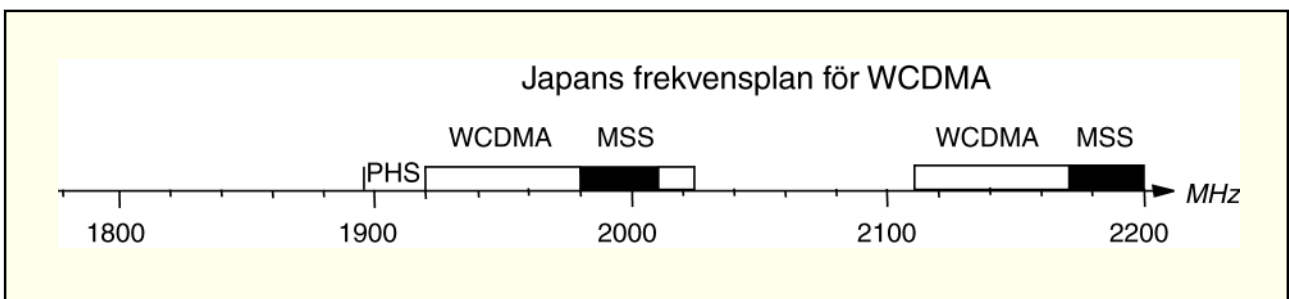 Japans frekvensplan för WCDMA
WCDMA MSS WCDMA MSS
PHS
MHz
1800 1900 2000 2100 2200